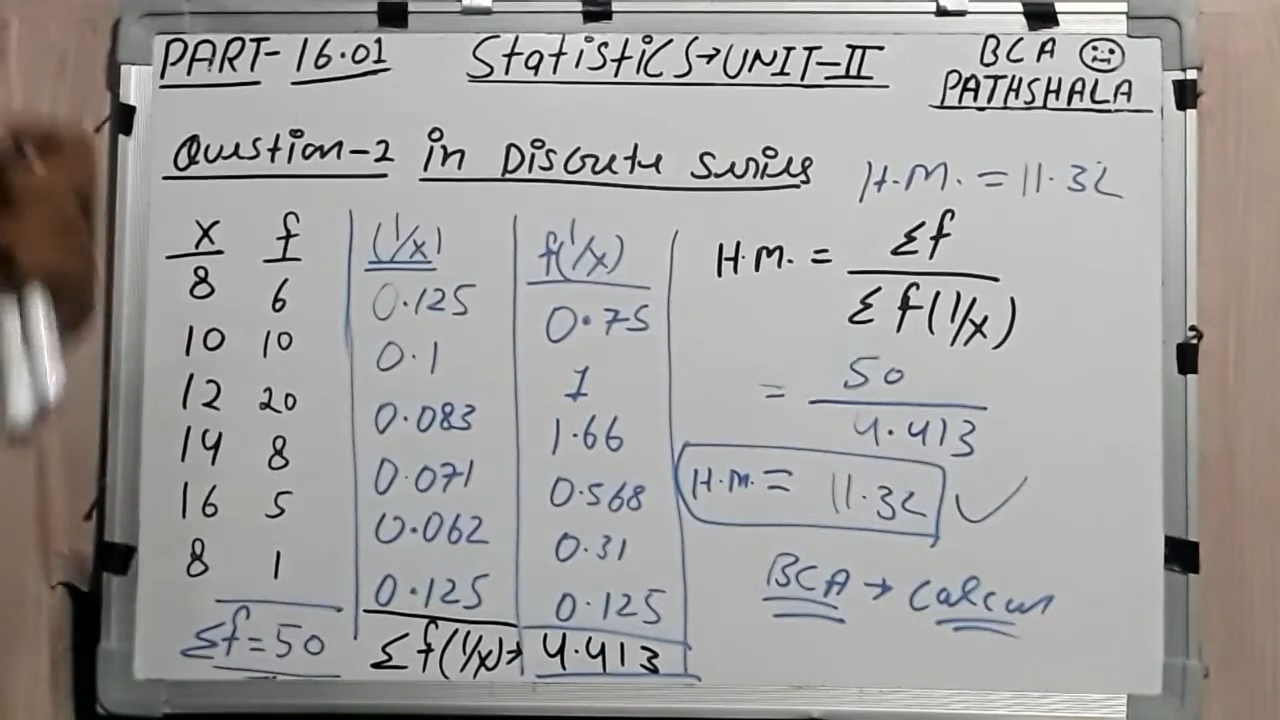 PART-16.01 Statistics→UNIT-II BCA
PATHSHALA
Question-2 in Discrete series
H.M. = 11.32
x f (1/x) f(1/x)
8 6 0.125 0.75
10 10 0.1 1
12 20 0.083 1.66
14 8 0.071 0.568
16 5 0.062 0.31
8 1 0.125 0.125
Σf=50 Σf(1/x)→ 4.413
H.M. = Σf
Σf(1/x)
= 50
4.413
H.M. = 11.32 ✓
BCA →